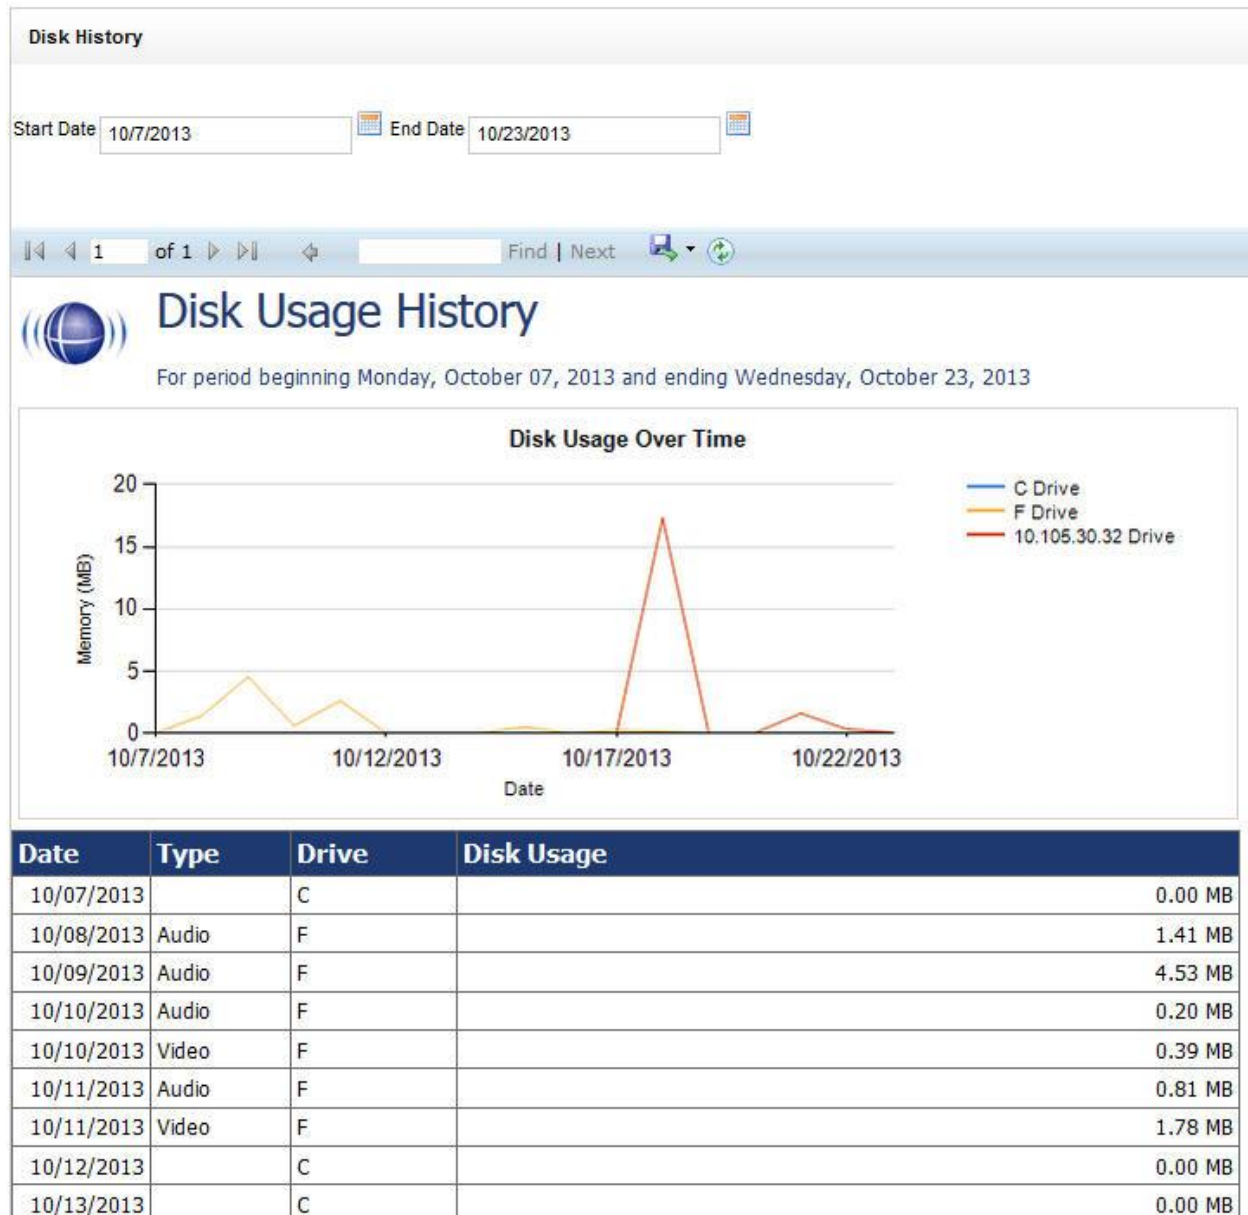 Disk History
Start Date 10/7/2013 End Date 10/23/2013
1 of 1 Find | Next
Disk Usage History
For period beginning Monday, October 07, 2013 and ending Wednesday, October 23, 2013
Disk Usage Over Time
20
15
10
5
0
Memory (MB)
10/7/2013 10/12/2013 10/17/2013 10/22/2013
Date
C Drive
F Drive
10.105.30.32 Drive
Date Type Drive Disk Usage
10/07/2013 C 0.00 MB
10/08/2013 Audio F 1.41 MB
10/09/2013 Audio F 4.53 MB
10/10/2013 Audio F 0.20 MB
10/10/2013 Video F 0.39 MB
10/11/2013 Audio F 0.81 MB
10/11/2013 Video F 1.78 MB
10/12/2013 C 0.00 MB
10/13/2013 C 0.00 MB